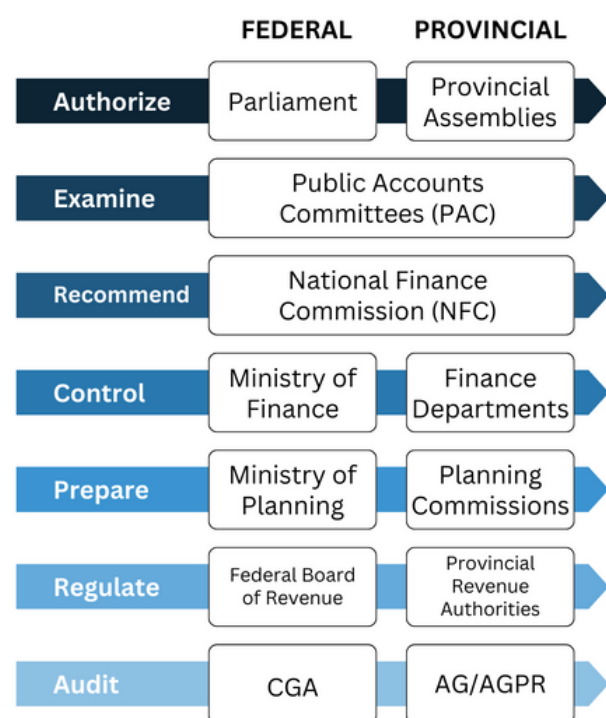 FEDERAL PROVINCIAL
Authorize Parliament Provincial
Assemblies
Examine Public Accounts
Committees (PAC)
Recommend National Finance
Commission (NFC)
Control Ministry of
Finance Finance
Departments
Prepare Ministry of
Planning Planning
Commissions
Regulate Federal Board
of Revenue Provincial
Revenue
Authorities
Audit CGA AG/AGPR